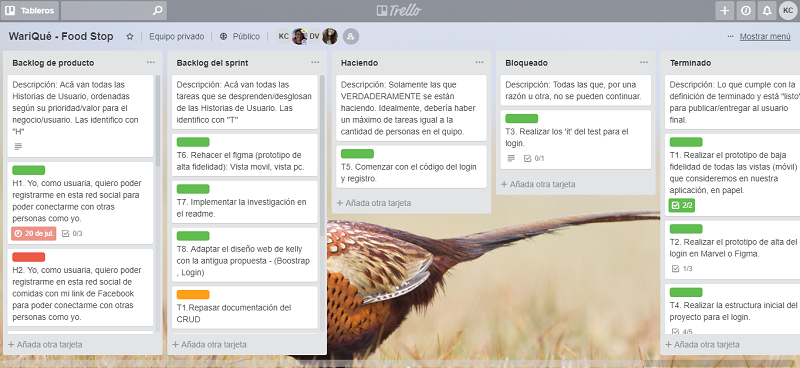 Tableros
Trello
KC
WariQué - Food Stop
Equipo privado
Público
KC
DV
Mostrar menú
Backlog de producto
Descripción: Acá van todas las
Historias de Usuario, ordenadas
según su prioridad/valor para el
negocio/usuario. Las identifico con
"H"
H1. Yo, como usuaria, quiero poder
registrarme en esta red social para
poder conectarme con otras
personas como yo.
20 de jul.
0/3
H2. Yo, como usuaria, quiero poder
registrarme en esta red social de
comidas con mi link de Facebook
para poder conectarme con otras
personas como yo.
+ Añada otra tarjeta
Backlog del sprint
Descripción: Acá van todas las
tareas que se desprenden/desglosan
de las Historias de Usuario. Las
identifico con "T"
T6. Rehacer el figma (prototipo de
alta fidelidad): Vista movil, vista pc.
T7. Implementar la investigación en
el readme.
T8. Adaptar el diseño web de kelly
con la antigua propuesta - (Boostrap
, Login)
T1.Repasar documentación del
CRUD
+ Añada otra tarjeta
Haciendo
Descripción: Solamente las que
VERDADERAMENTE se están
haciendo. Idealmente, debería haber
un máximo de tareas igual a la
cantidad de personas en el quipo.
T5. Comenzar con el código del login
y registro.
+ Añada otra tarjeta
Bloqueado
Descripción: Todas las que, por una
razón u otra, no se pueden continuar.
T3. Realizar los 'it' del test para el
login.
0/1
+ Añada otra tarjeta
Terminado
Descripción: Lo que cumple con la
definición de terminado y está "listo"
para publicar/entregar al usuario
final.
T1. Realizar el prototipo de baja
fidelidad de todas las vistas (móvil)
que consideremos en nuestra
aplicación, en papel.
2/2
T2. Realizar el prototipo de alta del
login en Marvel o Figma.
1/3
T4. Realizar la estructura inicial del
proyecto para el login.
4/5
+ Añada otra tarjeta